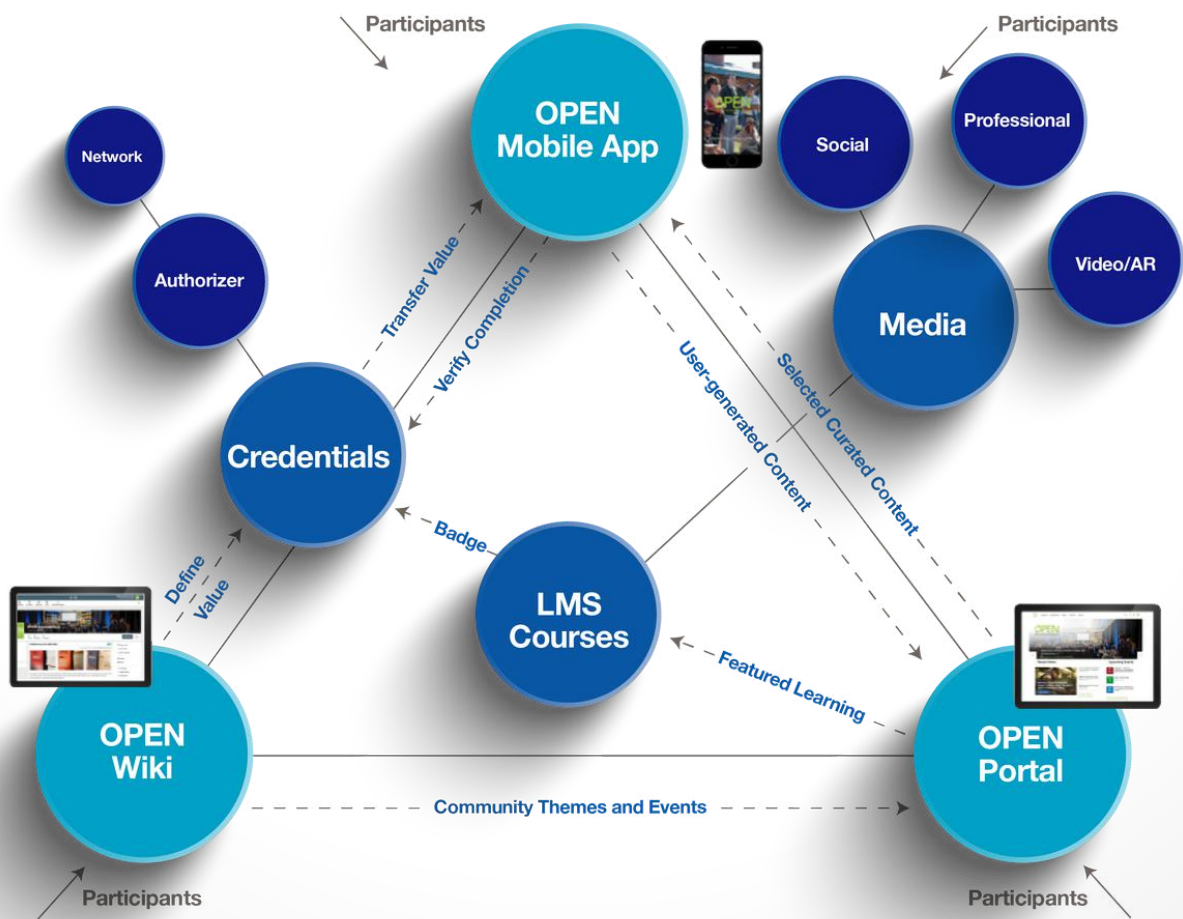 Participants
Participants
OPEN
Mobile App
OPEN
Social
Professional
Network
Authorizer
Video/AR
Media
Transfer Value
Verify Completion
User-generated Content
Selected Curated Content
Credentials
Badge
Define
Value
LMS
Courses
Featured Learning
OPEN
OPEN
Wiki
OPEN
Portal
Community Themes and Events
Participants
Participants